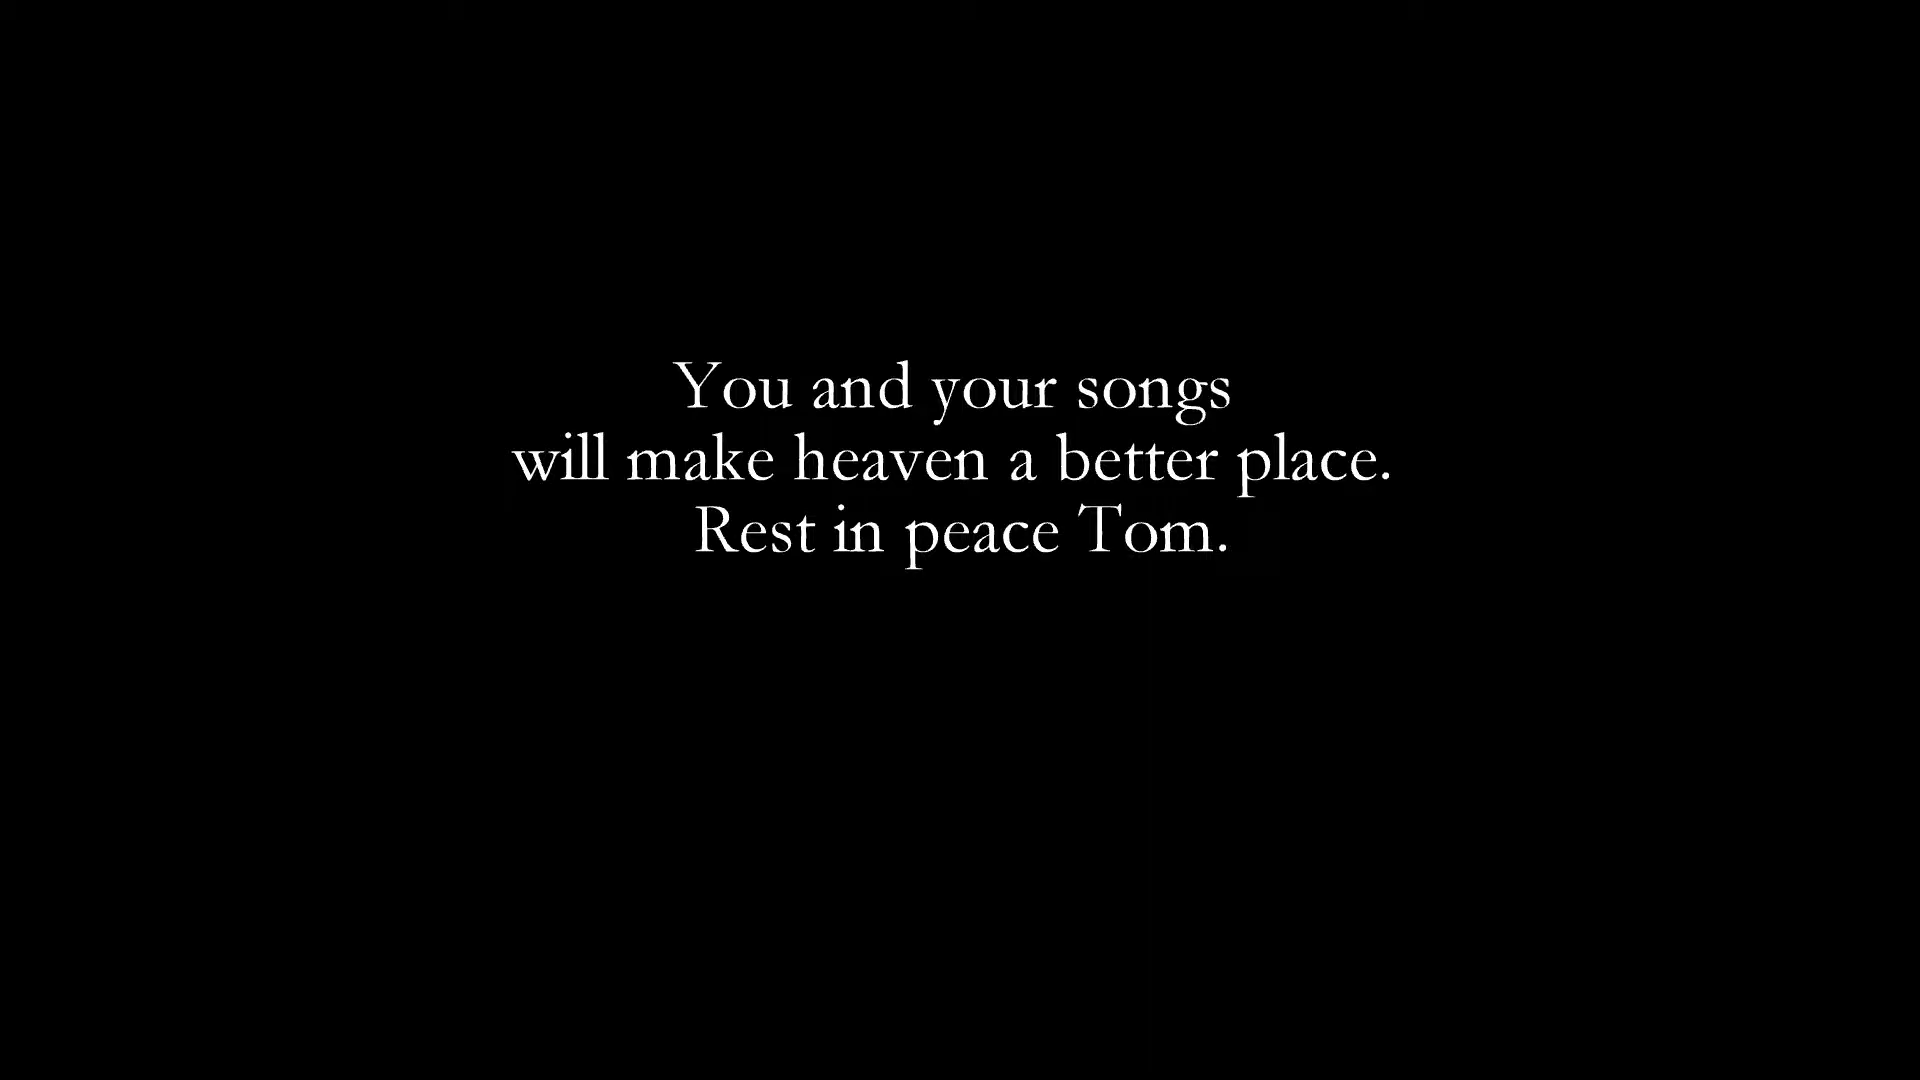 You and your songs
will make heaven a better place.
Rest in peace Tom.